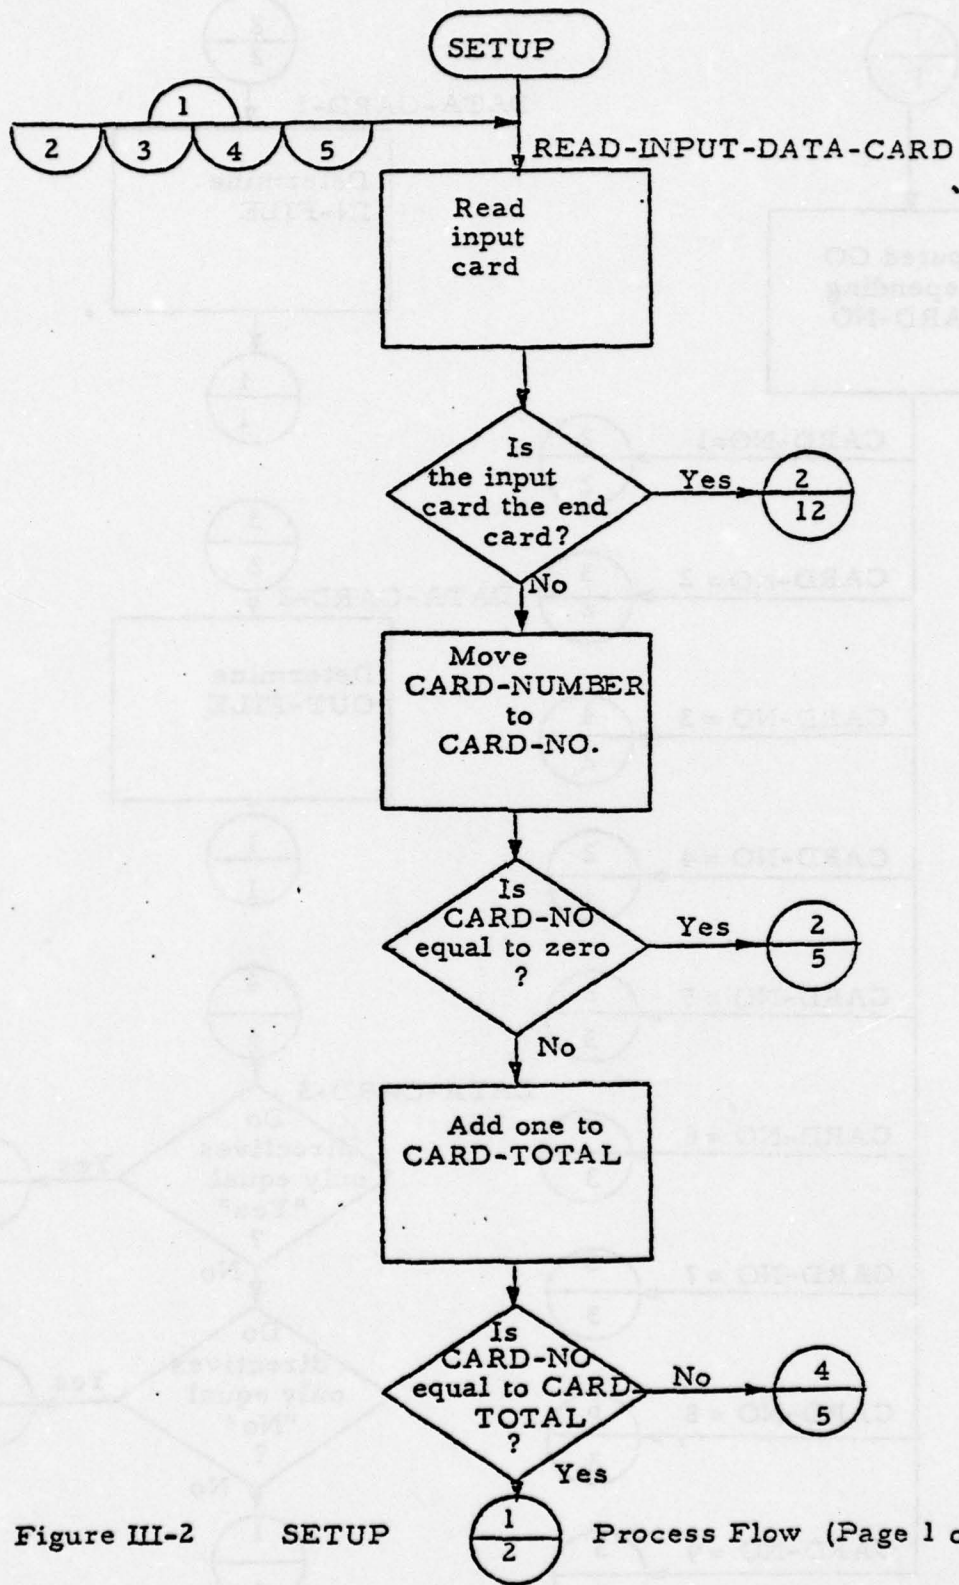 SETUP
1
2 3 4 5
READ-INPUT-DATA-CARD
Read
input
card
Is
the input
card the end
card?
Yes
2
12
No
Move
CARD-NUMBER
to
CARD-NO.
Is
CARD-NO
equal to zero
?
Yes
2
5
No
Add one to
CARD-TOTAL
Is
CARD-NO
equal to CARD
TOTAL
?
No
4
5
Yes
1
2
Figure III-2 SETUP Process Flow (Page 1